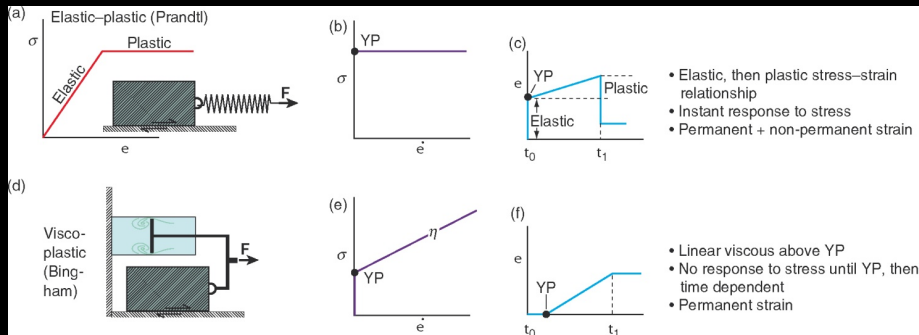 (a)
Elastic–plastic (Prandtl)
σ
Plastic
Elastic
F
e
(b)
YP
σ
ė
(c)
e
YP
Plastic
Elastic
t0
t1
• Elastic, then plastic stress–strain
relationship
• Instant response to stress
• Permanent + non-permanent strain
(d)
Visco-
plastic
(Bing-
ham)
F
(e)
σ
η
YP
ė
(f)
e
YP
t0
t1
• Linear viscous above YP
• No response to stress until YP, then
time dependent
• Permanent strain